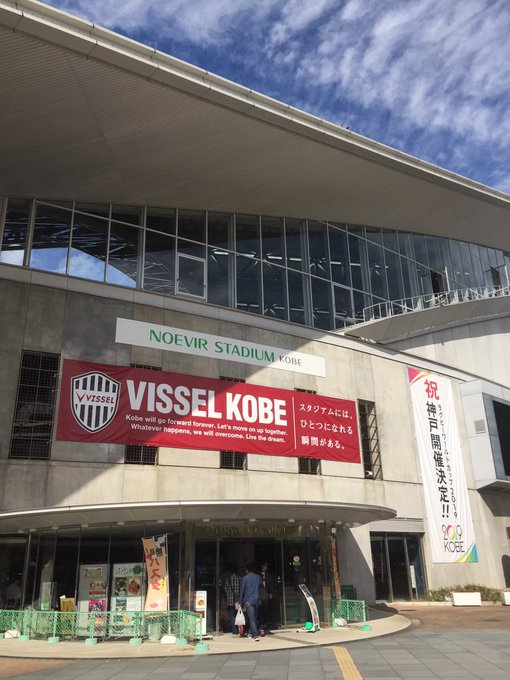 NOEVIR STADIUM KOBE
VISSEL
VISSEL KOBE
Kobe will go forward forever. Let's move on up together.
Whatever happens, we will overcome. Live the dream.
スタジアムには、
ひとつになれる
瞬間がある。
祝
神戸開催決定!!
ラグビーワールドカップ2019
2019
KOBE